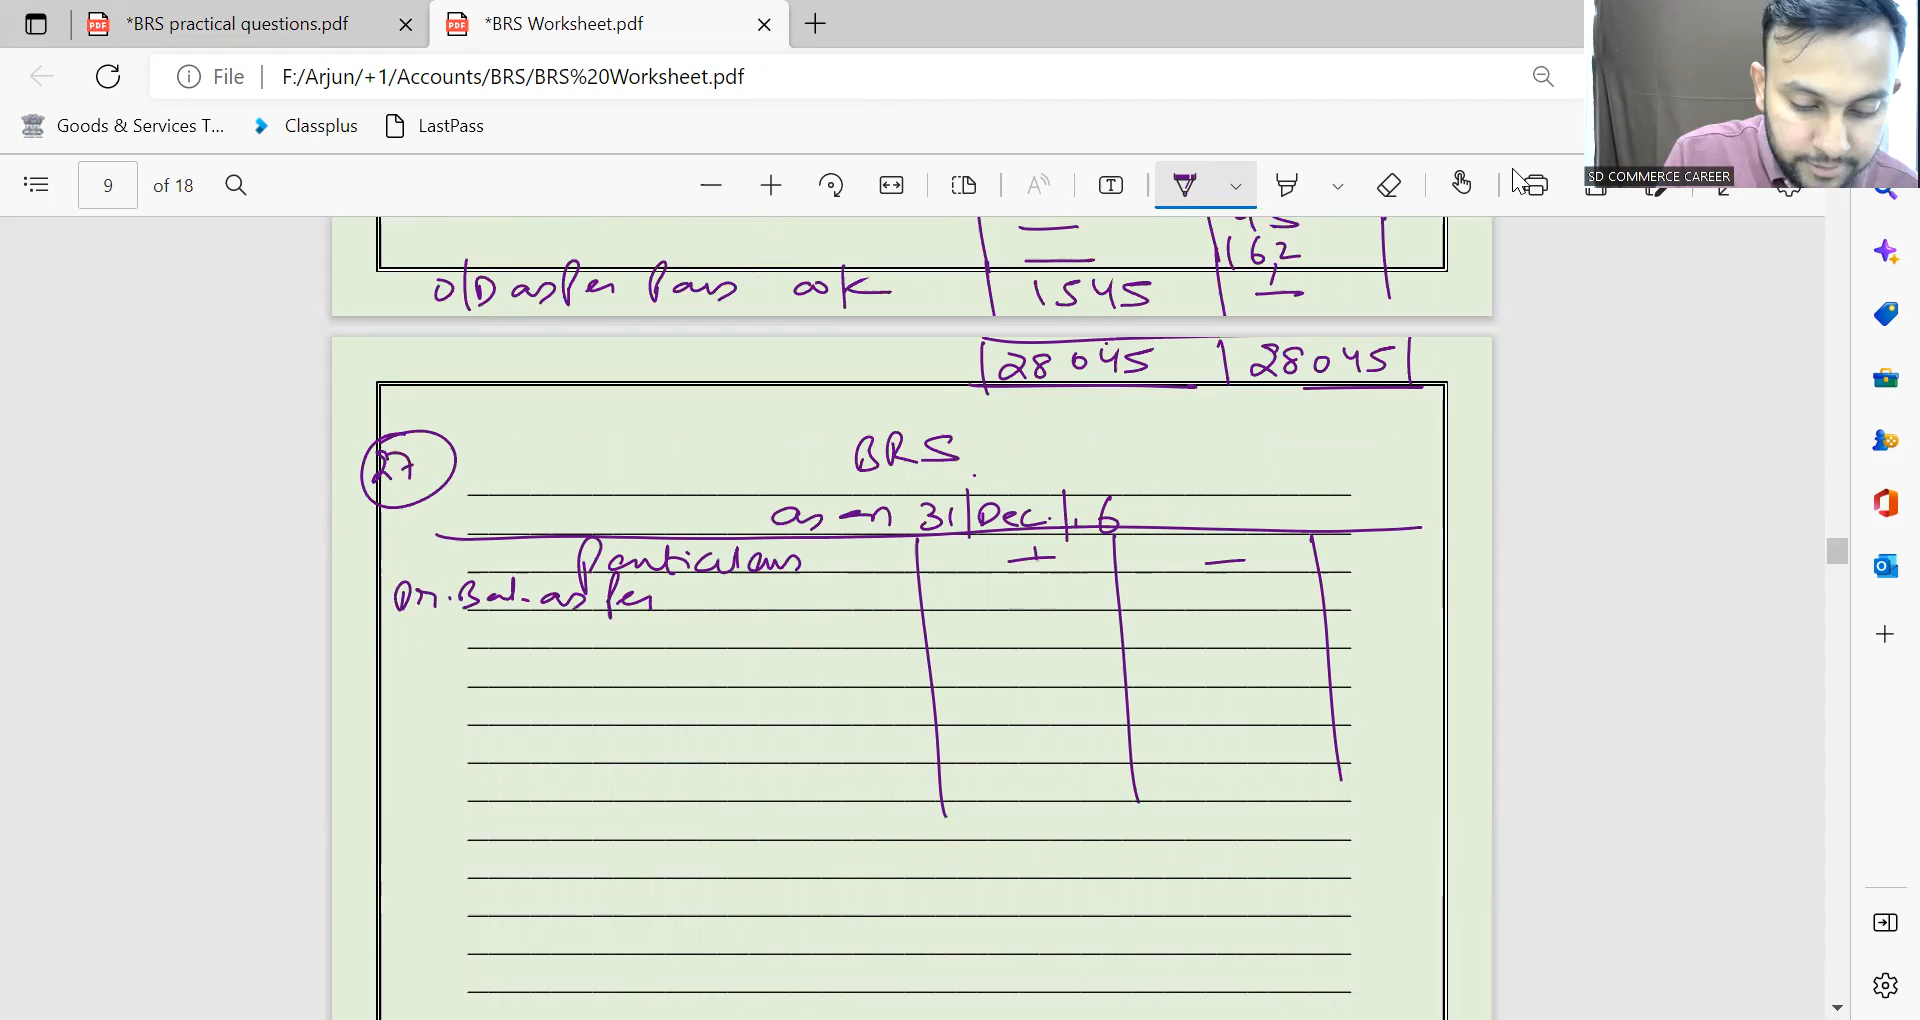 *BRS practical questions.pdf
*BRS Worksheet.pdf
File F:/Arjun/+1/Accounts/BRS/BRS%20Worksheet.pdf
Goods & Services T... Classplus LastPass
9 of 18
SD COMMERCE CAREER
162
O/D as Per Pass ook 1545
28045 28045
27
BRS
as on 31 Dec. 16
Particulars + —
Dr. Bal. as Per